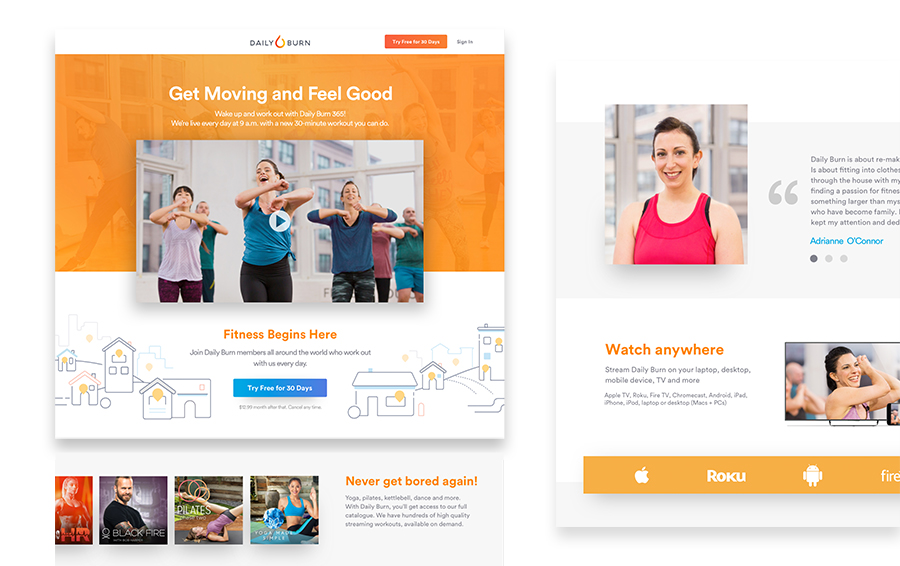 DAILY BURN
Try Free for 30 Days
Sign In
Get Moving and Feel Good
Wake up and work out with Daily Burn 365!
We're live every day at 9 a.m. with a new 30-minute workout you can do.
Fitness Begins Here
Join Daily Burn members all around the world who work out
with us every day.
Try Free for 30 Days
$12.99 month after that. Cancel any time.
BLACK FIRE
WITH BOB HARPER
PILATES
YOGA MADE
SIMPLE
Never get bored again!
Yoga, pilates, kettlebell, dance and more.
With Daily Burn, you'll get access to our full
catalogue. We have hundreds of high quality
streaming workouts, available on demand.
“
Daily Burn is about re-mak
Is about fitting into clothes
through the house with my
finding a passion for fitnes
something larger than mys
who have become family. I
kept my attention and ded
Adrianne O'Connor
Watch anywhere
Stream Daily Burn on your laptop, desktop,
mobile device, TV and more
Apple TV, Roku, Fire TV, Chromecast, Android, iPad,
iPhone, iPod, laptop or desktop (Macs + PCs)
Roku
fire